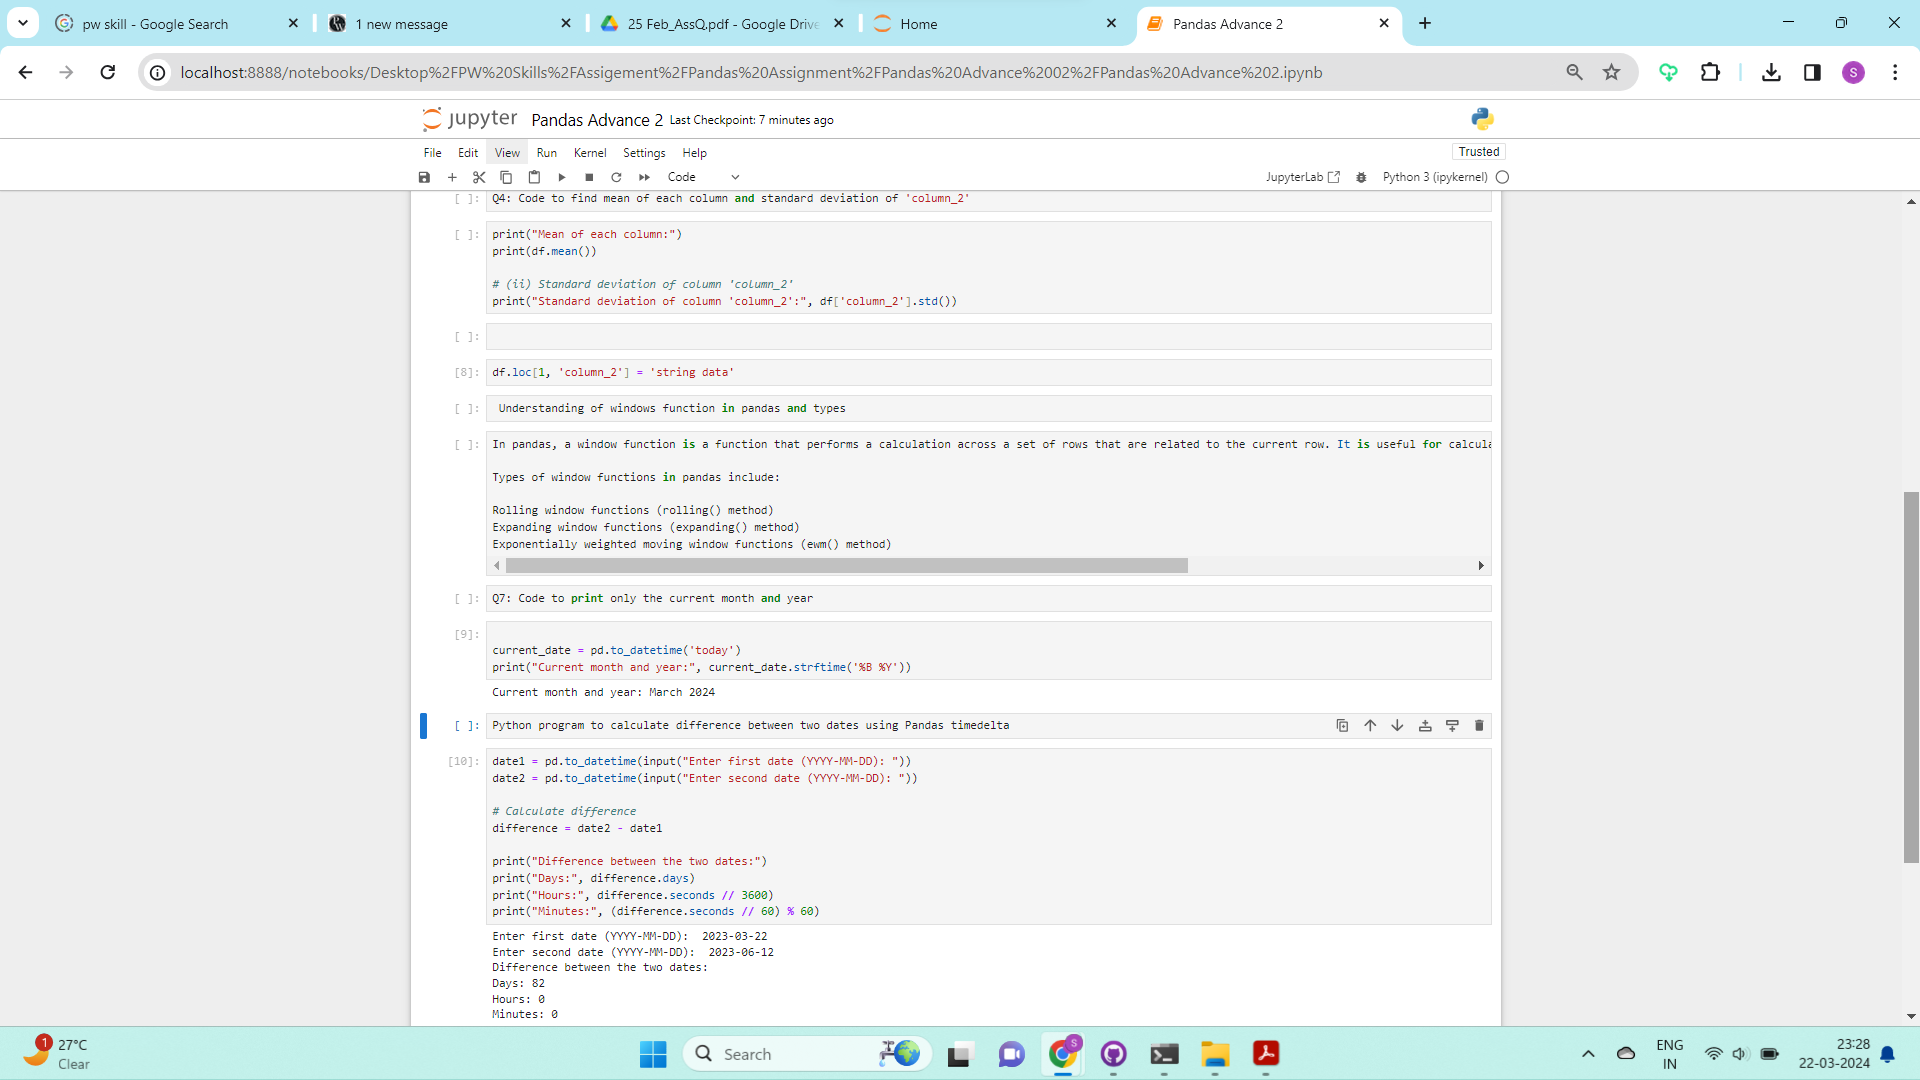 pw skill - Google Search
1 new message
25 Feb_AssQ.pdf - Google Drive
Home
Pandas Advance 2
localhost:8888/notebooks/Desktop%2FPW%20Skills%2FAssigement%2FPandas%20Assignment%2FPandas%20Advance%2002%2FPandas%20Advance%202.ipynb
S
jupyter Pandas Advance 2 Last Checkpoint: 7 minutes ago
File Edit View Run Kernel Settings Help
Trusted
Code
JupyterLab
Python 3 (ipykernel)
[ ]: Q4: Code to find mean of each column and standard deviation of 'column_2'
[ ]: print("Mean of each column:")
print(df.mean())
# (ii) Standard deviation of column 'column_2'
print("Standard deviation of column 'column_2':", df['column_2'].std())
[ ]:
[8]: df.loc[1, 'column_2'] = 'string data'
[ ]: Understanding of windows function in pandas and types
[ ]: In pandas, a window function is a function that performs a calculation across a set of rows that are related to the current row. It is useful for calcula
Types of window functions in pandas include:
Rolling window functions (rolling() method)
Expanding window functions (expanding() method)
Exponentially weighted moving window functions (ewm() method)
[ ]: Q7: Code to print only the current month and year
[9]:
current_date = pd.to_datetime('today')
print("Current month and year:", current_date.strftime('%B %Y'))
Current month and year: March 2024
[ ]: Python program to calculate difference between two dates using Pandas timedelta
[10]: date1 = pd.to_datetime(input("Enter first date (YYYY-MM-DD): "))
date2 = pd.to_datetime(input("Enter second date (YYYY-MM-DD): "))
# Calculate difference
difference = date2 - date1
print("Difference between the two dates:")
print("Days:", difference.days)
print("Hours:", difference.seconds // 3600)
print("Minutes:", (difference.seconds // 60) % 60)
Enter first date (YYYY-MM-DD):  2023-03-22
Enter second date (YYYY-MM-DD):  2023-06-12
Difference between the two dates:
Days: 82
Hours: 0
Minutes: 0
1
27°C
Clear
Search
S
ENG
IN
23:28
22-03-2024